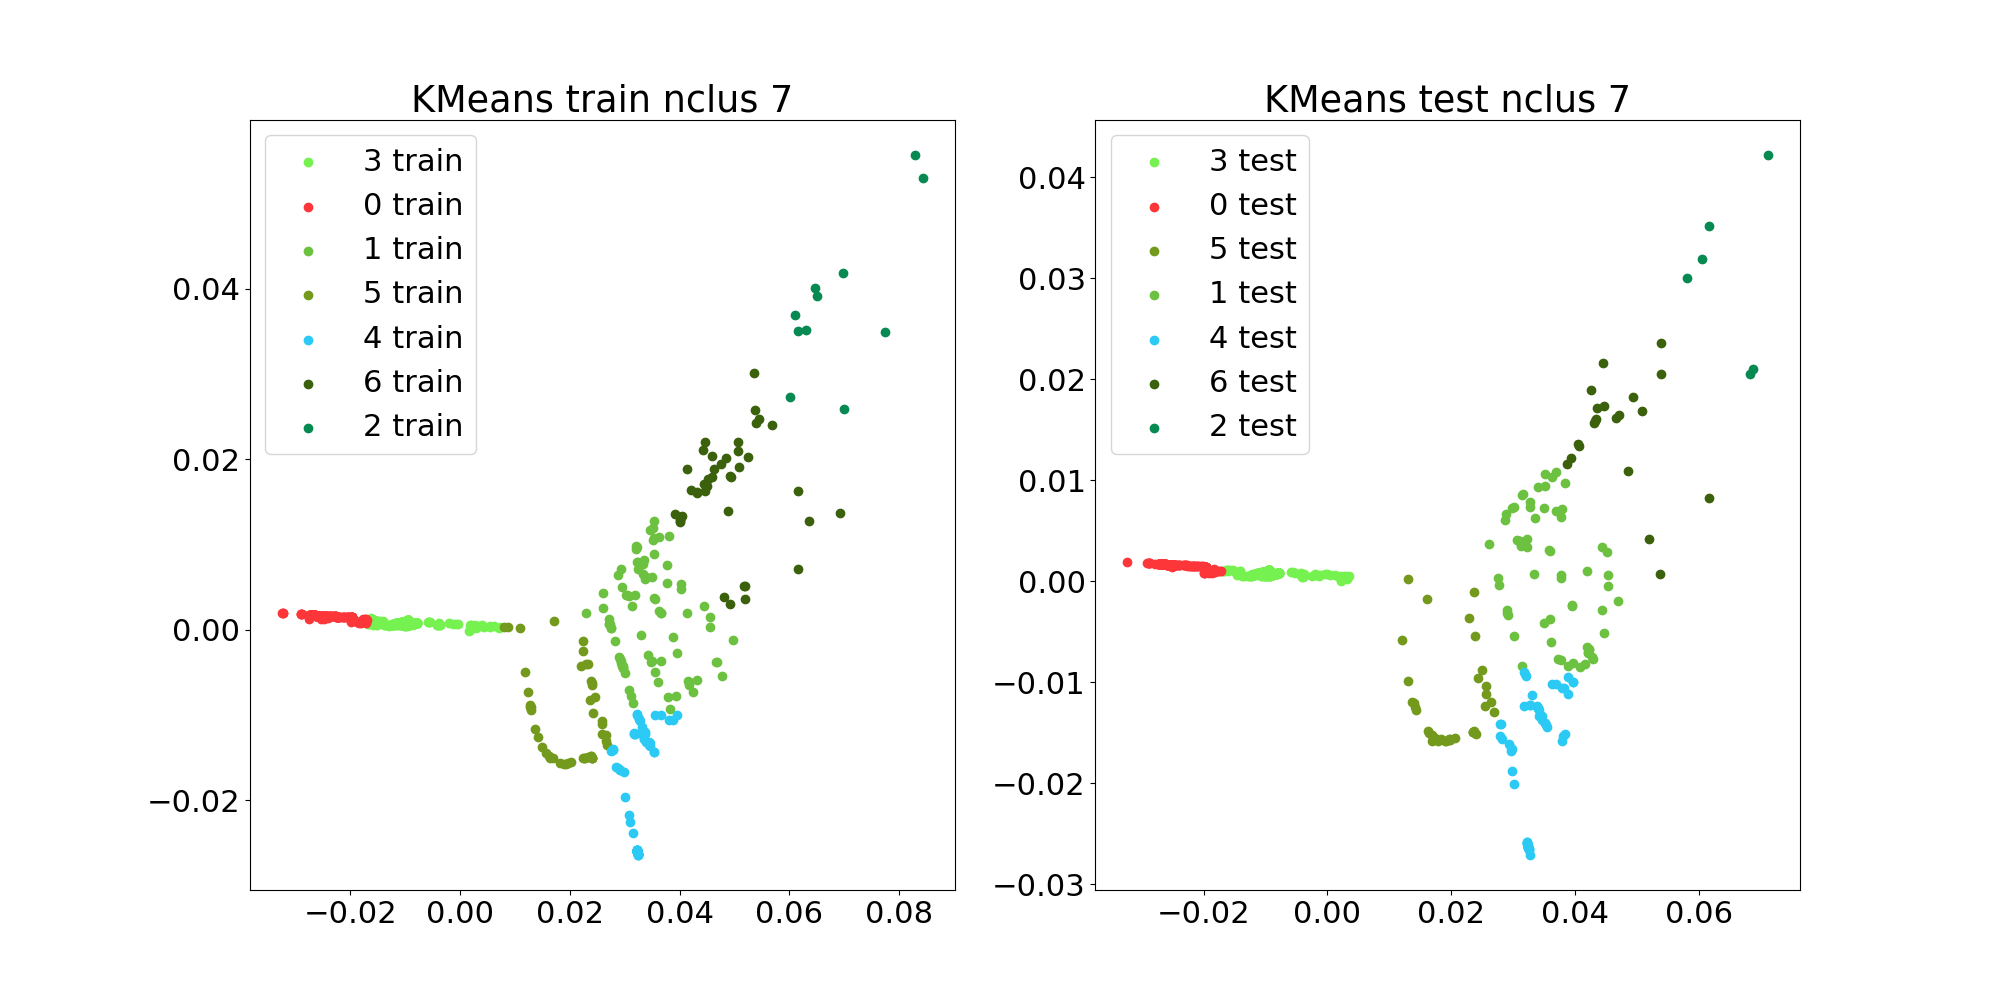 KMeans train nclus 7
3 train
0 train
1 train
5 train
4 train
6 train
2 train
0.04
0.02
0.00
−0.02
−0.02 0.00 0.02 0.04 0.06 0.08
KMeans test nclus 7
3 test
0 test
5 test
1 test
4 test
6 test
2 test
0.04
0.03
0.02
0.01
0.00
−0.01
−0.02
−0.03
−0.02 0.00 0.02 0.04 0.06